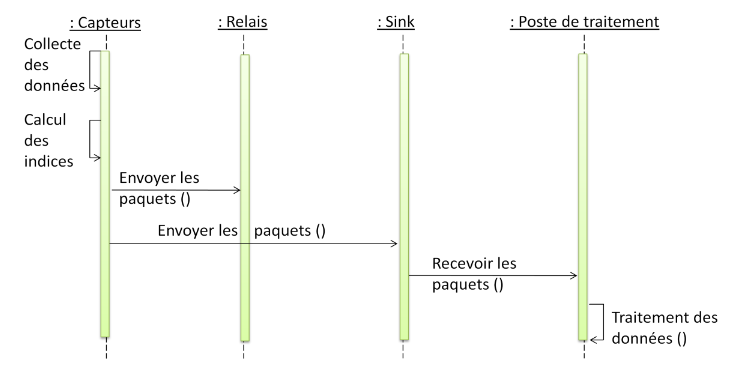 : Capteurs
: Relais
: Sink
: Poste de traitement
Collecte
des
données
Calcul
des
indices
Envoyer les
paquets ()
Envoyer les paquets ()
Recevoir les
paquets ()
Traitement des
données ()